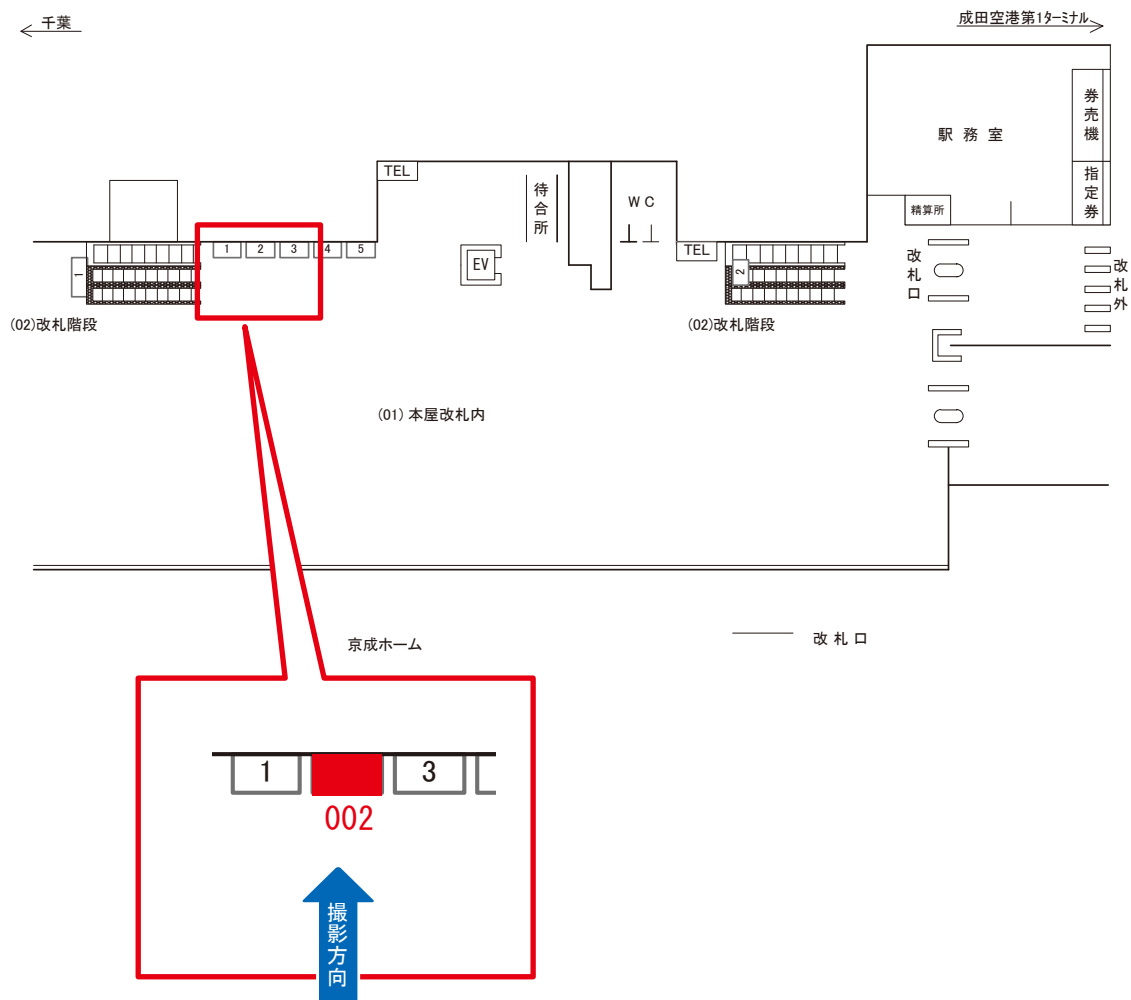 千葉
成田空港第1ターミナル
券売機
駅務室
TEL
待合所
WC
指定券
精算所
1
2
3
4
5
TEL
EV
改札口
改札外
1
2
(02)改札階段
(02)改札階段
(01)本屋改札内
京成ホーム
改札口
1
3
002
撮影方向